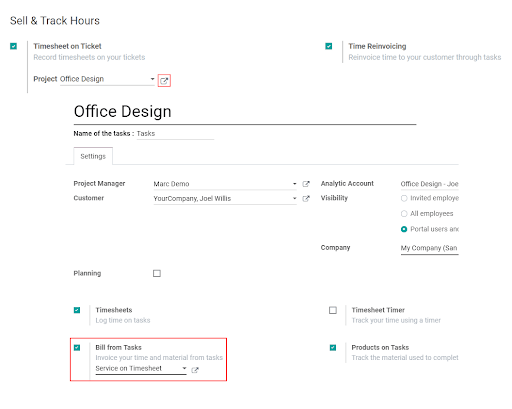 Sell & Track Hours
Timesheet on Ticket
Record timesheets on your tickets
Project Office Design
Time Reinvoicing
Reinvoice time to your customer through tasks
Office Design
Name of the tasks : Tasks
Settings
Project Manager Marc Demo
Customer YourCompany, Joel Willis
Analytic Account Office Design - Joe
Visibility Invited employe
All employees
Portal users and
Company My Company (San
Planning
Timesheets
Log time on tasks
Timesheet Timer
Track your time using a timer
Bill from Tasks
Invoice your time and material from tasks
Service on Timesheet
Products on Tasks
Track the material used to complet